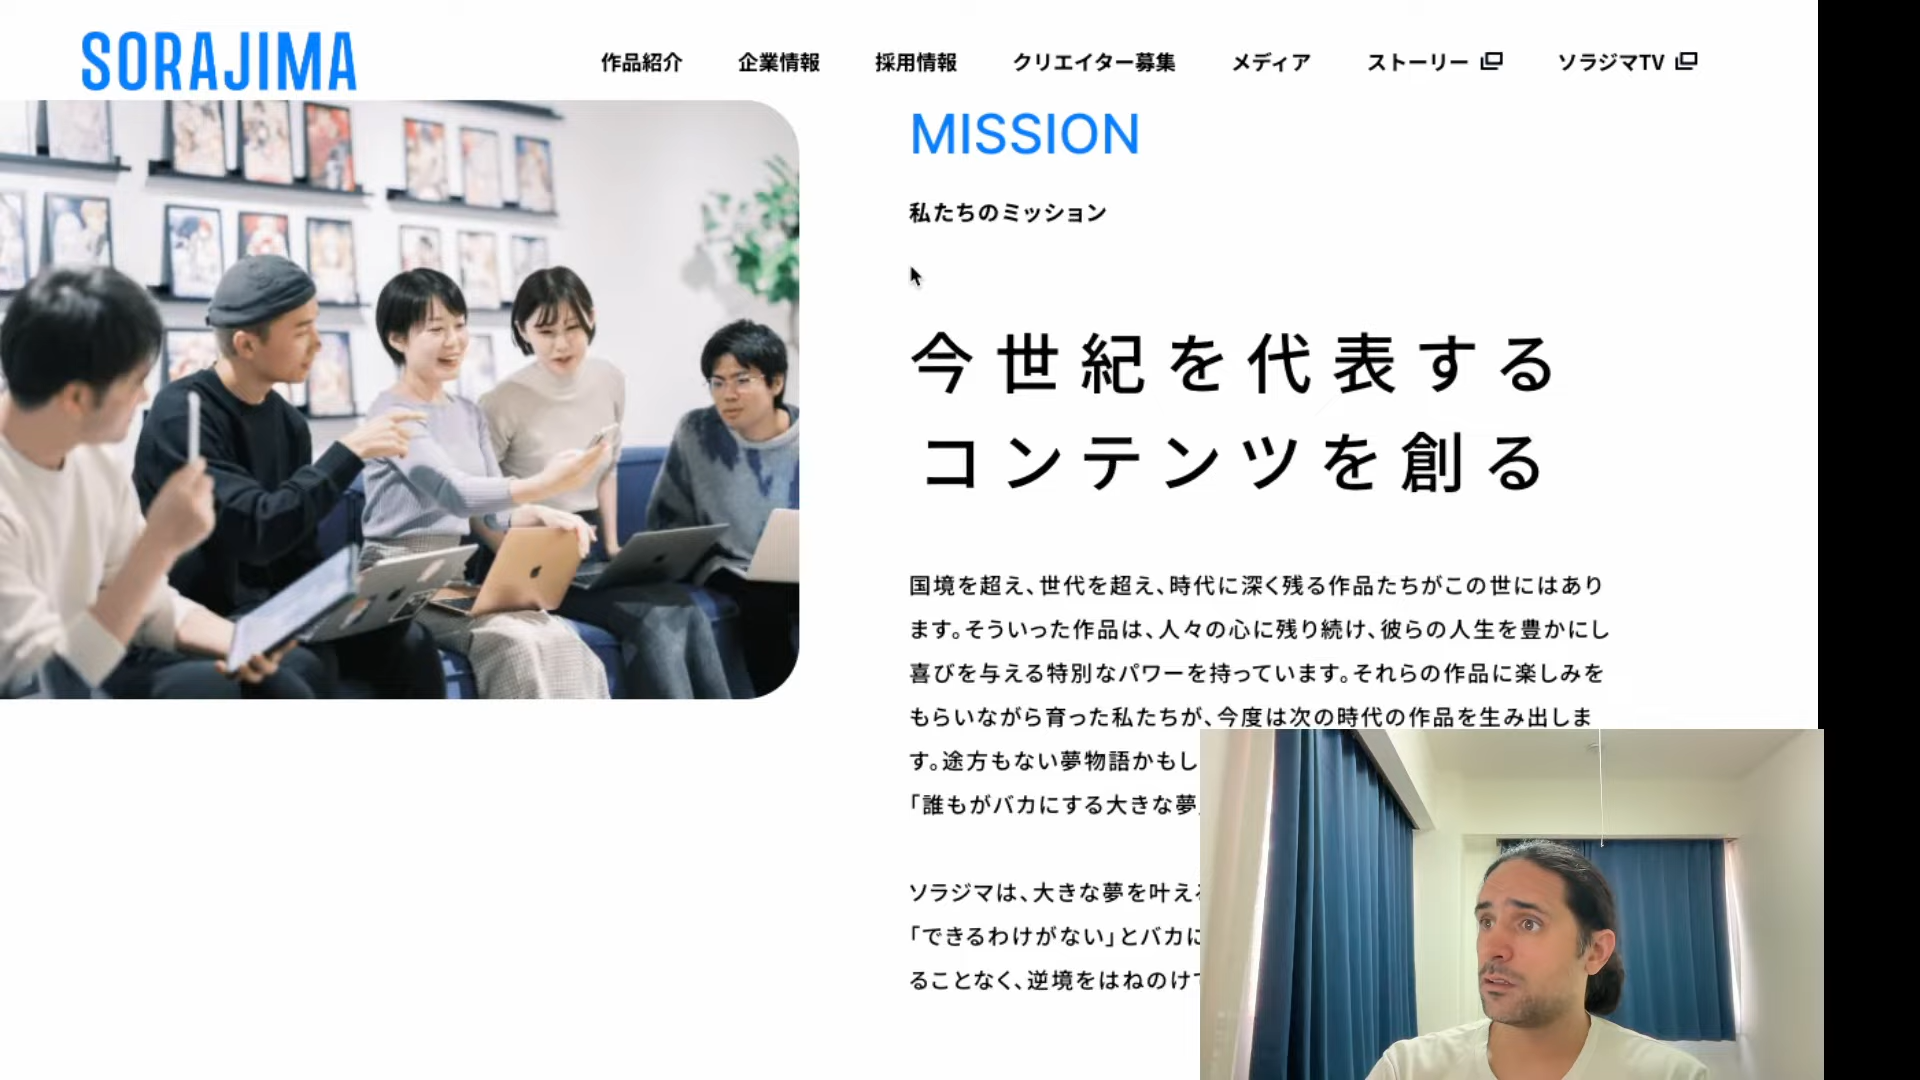 SORAJIMA
作品紹介
企業情報
採用情報
クリエイター募集
メディア
ストーリー
ソラジマTV
MISSION
私たちのミッション
今世紀を代表する
コンテンツを創る
国境を超え、世代を超え、時代に深く残る作品たちがこの世にはあり
ます。そういった作品は、人々の心に残り続け、彼らの人生を豊かにし
喜びを与える特別なパワーを持っています。それらの作品に楽しみを
もらいながら育った私たちが、今度は次の時代の作品を生み出しま
す。途方もない夢物語かもし
「誰もがバカにする大きな夢
ソラジマは、大きな夢を叶え
「できるわけがない」とバカに
ることなく、逆境をはねのけ